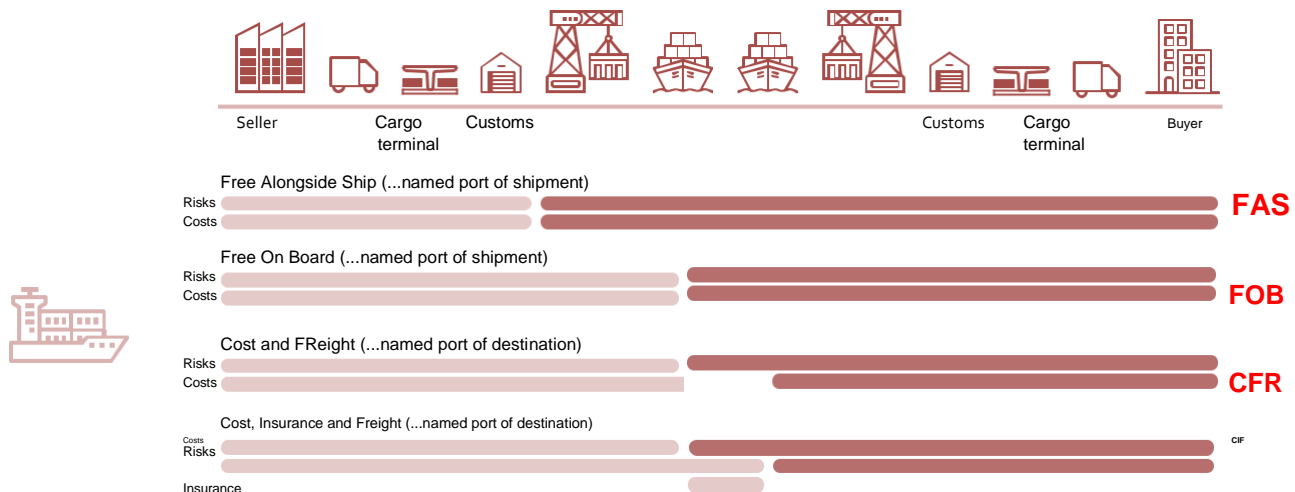 Seller
Cargo
terminal
Customs
Customs
Cargo
terminal
Buyer
Free Alongside Ship (...named port of shipment)
Risks
Costs
FAS
Free On Board (...named port of shipment)
Risks
Costs
FOB
Cost and FReight (...named port of destination)
Risks
Costs
CFR
Cost, Insurance and Freight (...named port of destination)
Costs
Risks
CIF
Insurance